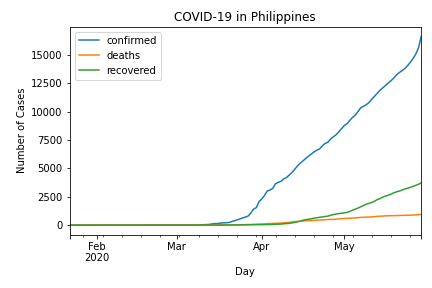 COVID-19 in Philippines
confirmed
deaths
recovered
Number of Cases
15000
12500
10000
7500
5000
2500
0
Feb
2020
Mar
Apr
May
Day